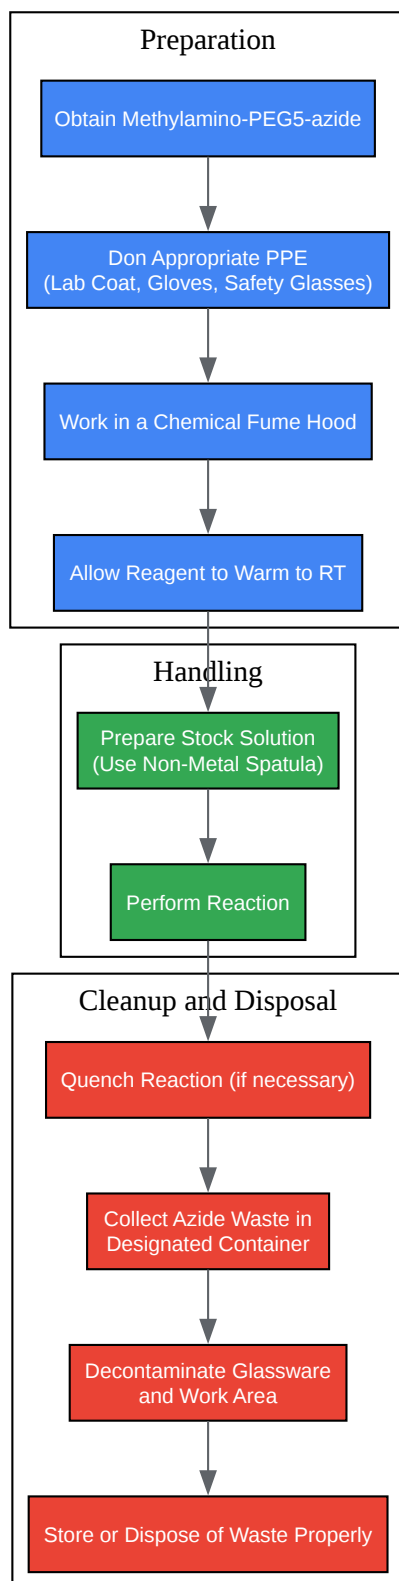 Preparation
Obtain Methylamino-PEG5-azide
Don Appropriate PPE
(Lab Coat, Gloves, Safety Glasses)
Work in a Chemical Fume Hood
Allow Reagent to Warm to RT
Handling
Prepare Stock Solution
(Use Non-Metal Spatula)
Perform Reaction
Cleanup and Disposal
Quench Reaction (if necessary)
Collect Azide Waste in
Designated Container
Decontaminate Glassware
and Work Area
Store or Dispose of Waste Properly